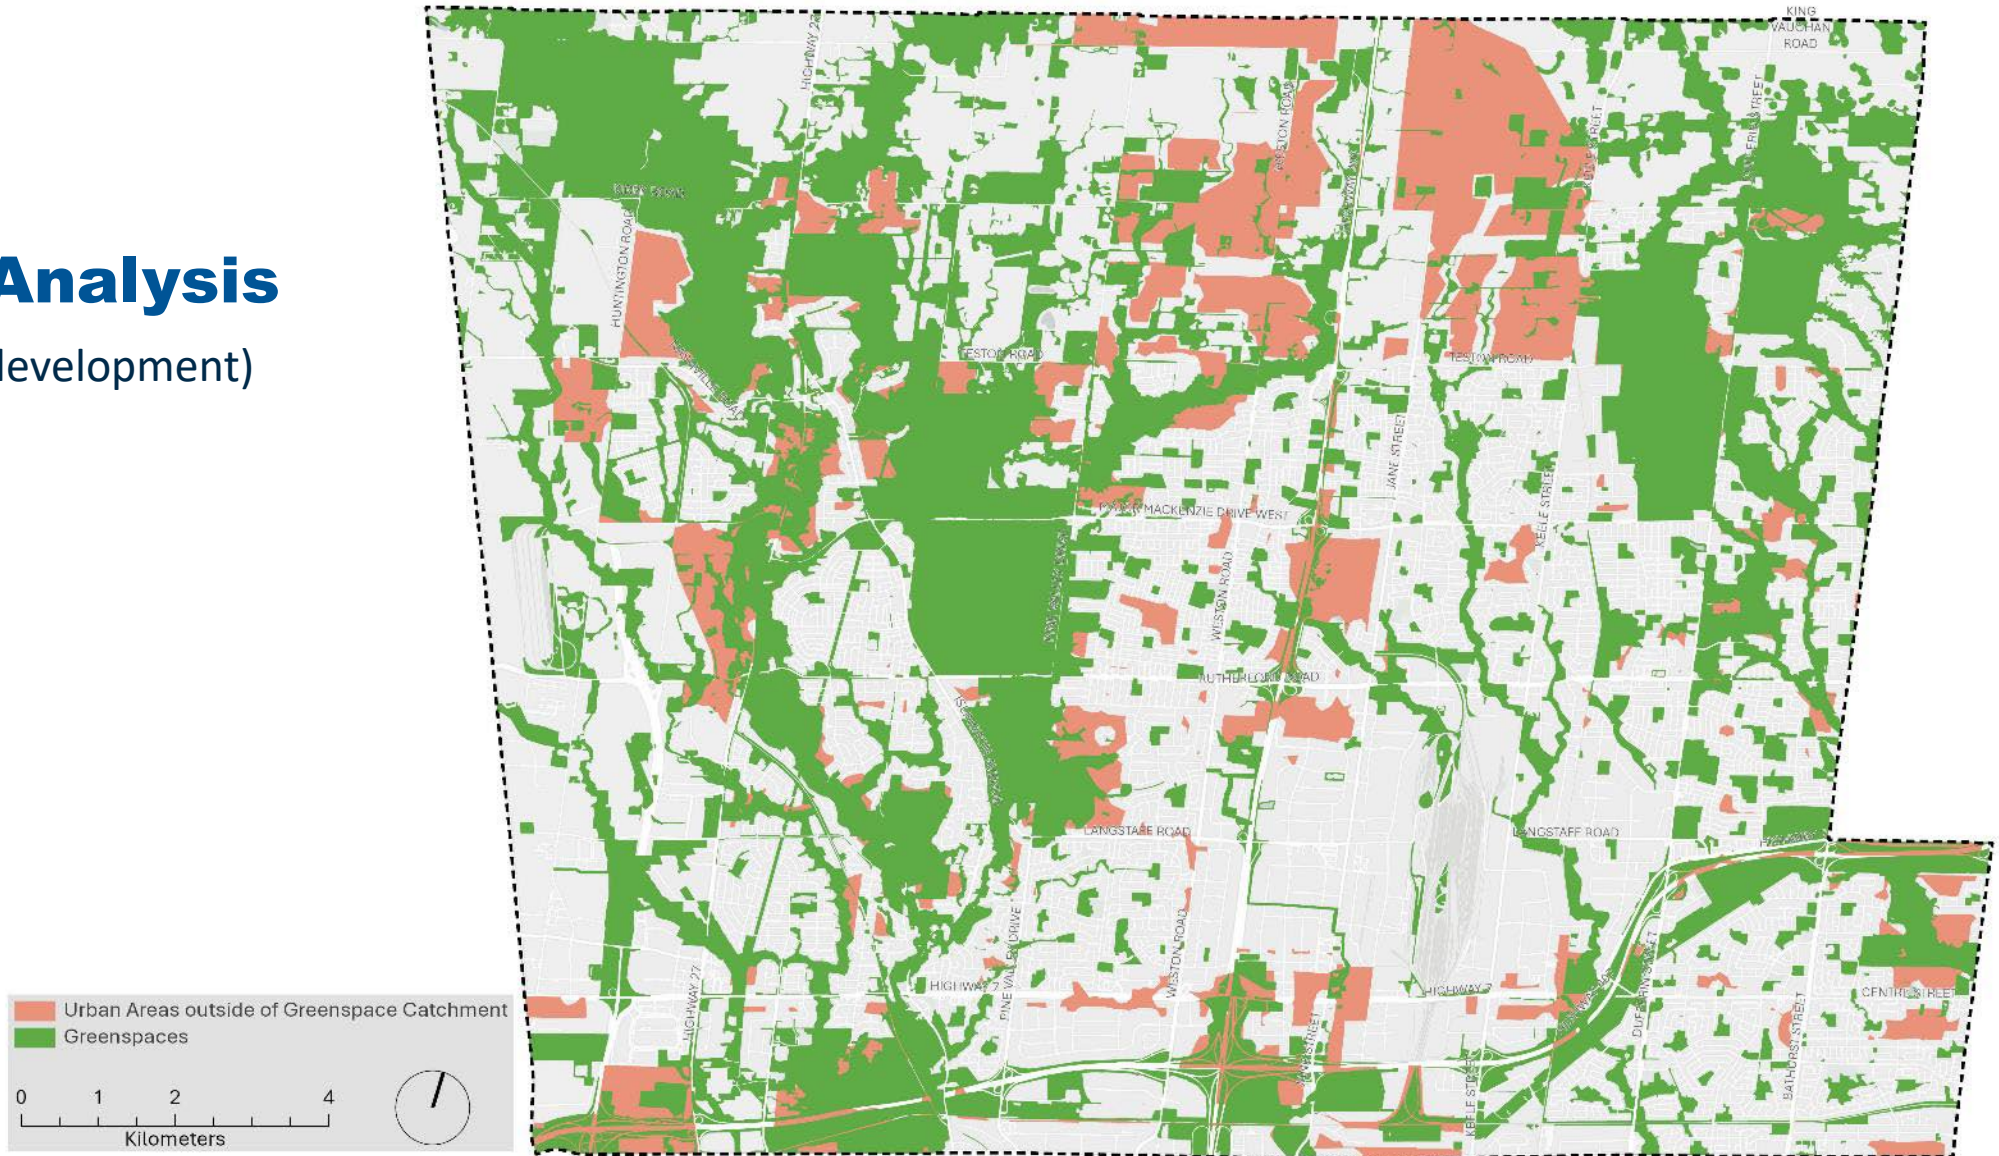 Analysis
development)
KING
VAUGHAN
ROAD
HIGHWAY 27
WESTON ROAD
KEELE STREET
KIRBY ROAD
HUNTINGTON ROAD
TESTON ROAD
TESTON ROAD
JANE STREET
KEELE STREET
MAJOR MACKENZIE DRIVE WEST
WESTON ROAD
RUTHERFORD ROAD
LANGSTAFF ROAD
LANGSTAFF ROAD
PINE VALLEY DRIVE
WESTON ROAD
HIGHWAY 27
HIGHWAY 7
HIGHWAY 7
DUFFERIN STREET
CENTRE STREET
JANE STREET
BATHURST STREET
KEELE STREET
Urban Areas outside of Greenspace Catchment
Greenspaces
0 1 2 4
Kilometers